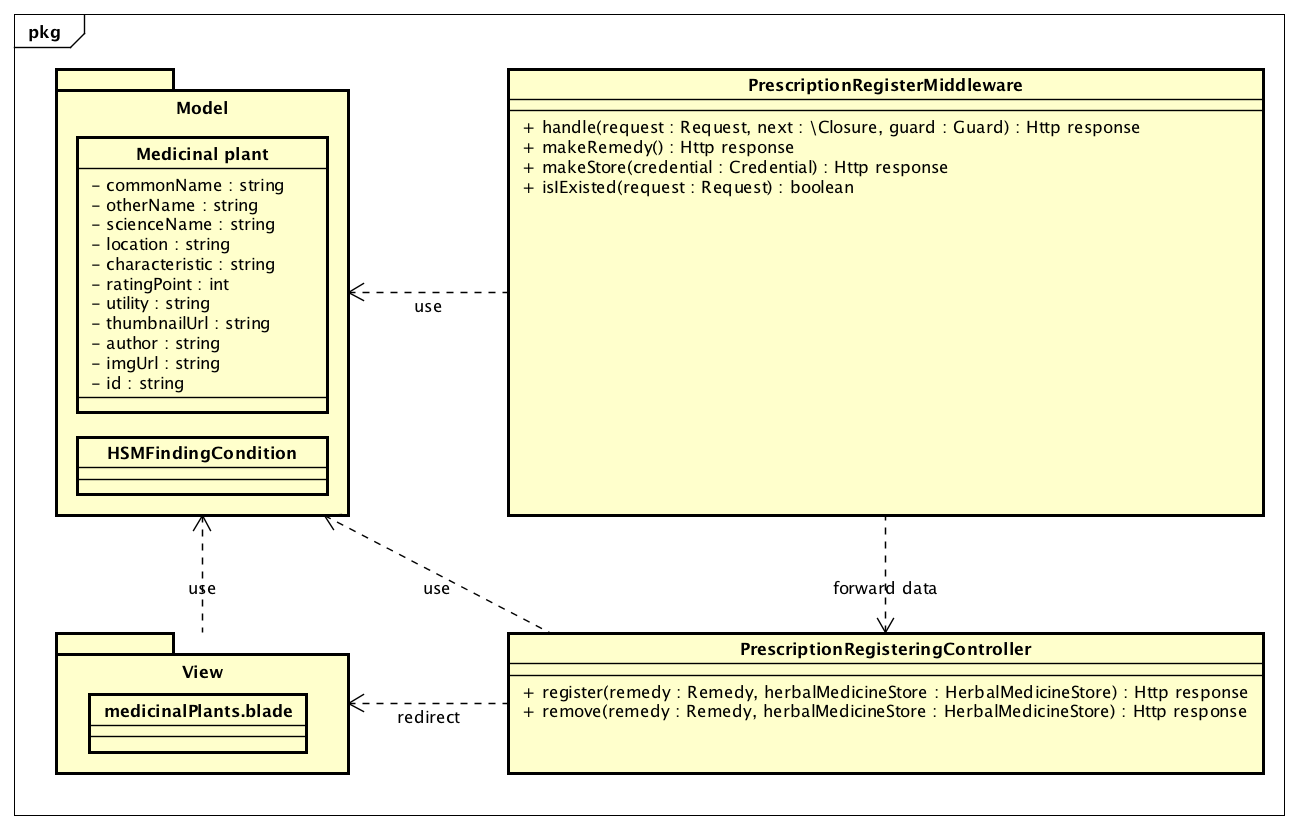 pkg
Model
Medicinal plant
- commonName : string
- otherName : string
- scienceName : string
- location : string
- characteristic : string
- ratingPoint : int
- utility : string
- thumbnailUrl : string
- author : string
- imgUrl : string
- id : string
HSMFindingCondition
PrescriptionRegisterMiddleware
+ handle(request : Request, next : \Closure, guard : Guard) : Http response
+ makeRemedy() : Http response
+ makeStore(credential : Credential) : Http response
+ isIExisted(request : Request) : boolean
use
use
use
forward data
View
medicinalPlants.blade
redirect
PrescriptionRegisteringController
+ register(remedy : Remedy, herbalMedicineStore : HerbalMedicineStore) : Http response
+ remove(remedy : Remedy, herbalMedicineStore : HerbalMedicineStore) : Http response